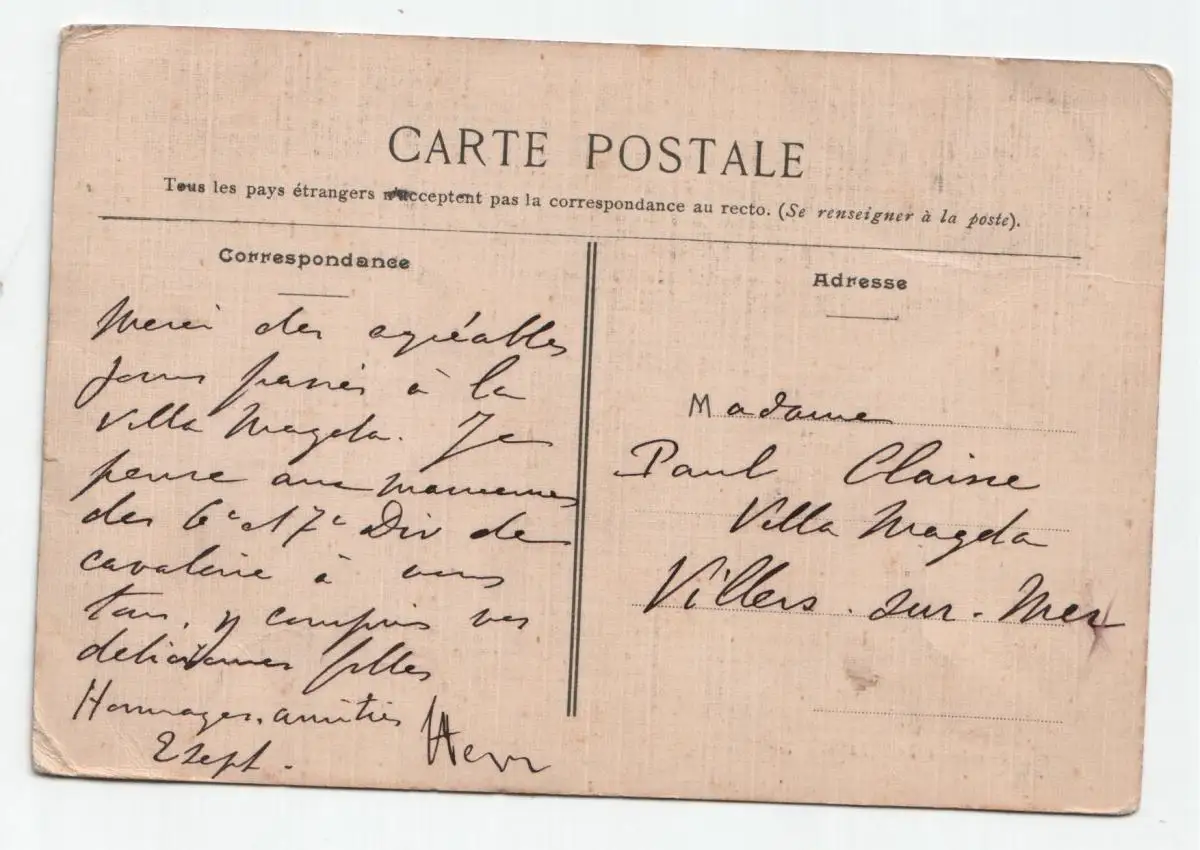 CARTE POSTALE
Tous les pays étrangers n'acceptent pas la correspondance au recto. (Se renseigner à la poste).
Correspondance
Merci des agréables
jours passés à la
Villa Magda. Je
pense aux manœuvres
des 6e et 7e Div de
cavalerie à vous
tous, y compris vos
delicieuses filles
Hommages, amitiés
2 sept.
Adresse
Madame
Paul Claisse
Villa Magda
Villers-sur-Mer